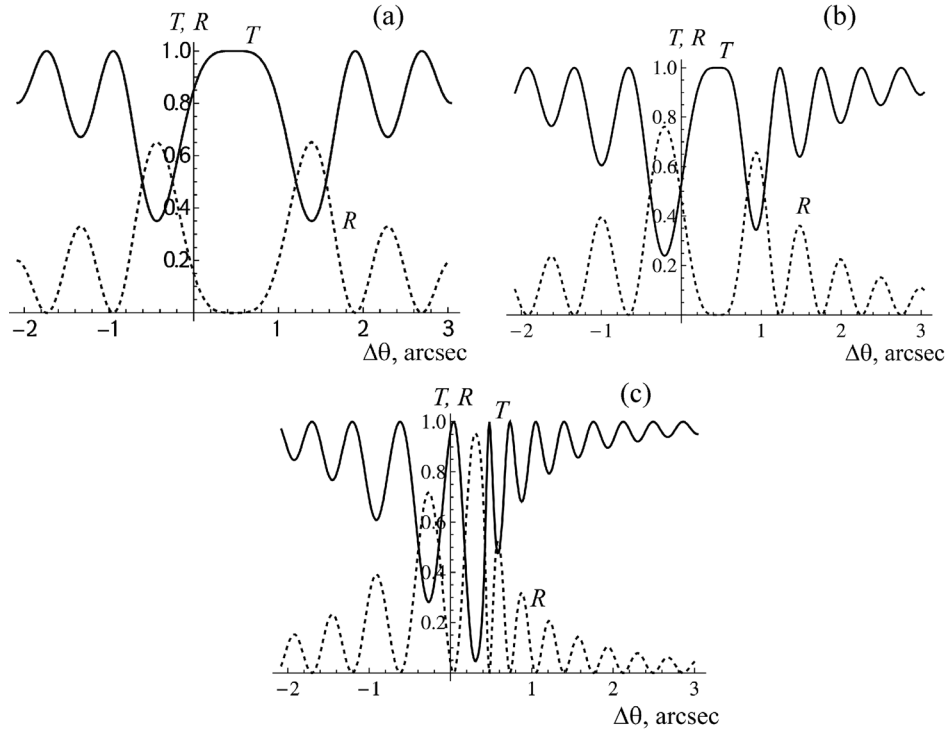 (a)
T, R
T
1.0
0.8
0.6
0.4
0.2
R
−2 −1 1 2 3
Δθ, arcsec
(b)
T, R
T
1.0
0.8
0.6
0.4
0.2
R
−2 −1 1 2 3
Δθ, arcsec
(c)
T, R
T
1.0
0.8
0.6
0.4
0.2
R
−2 −1 1 2 3
Δθ, arcsec